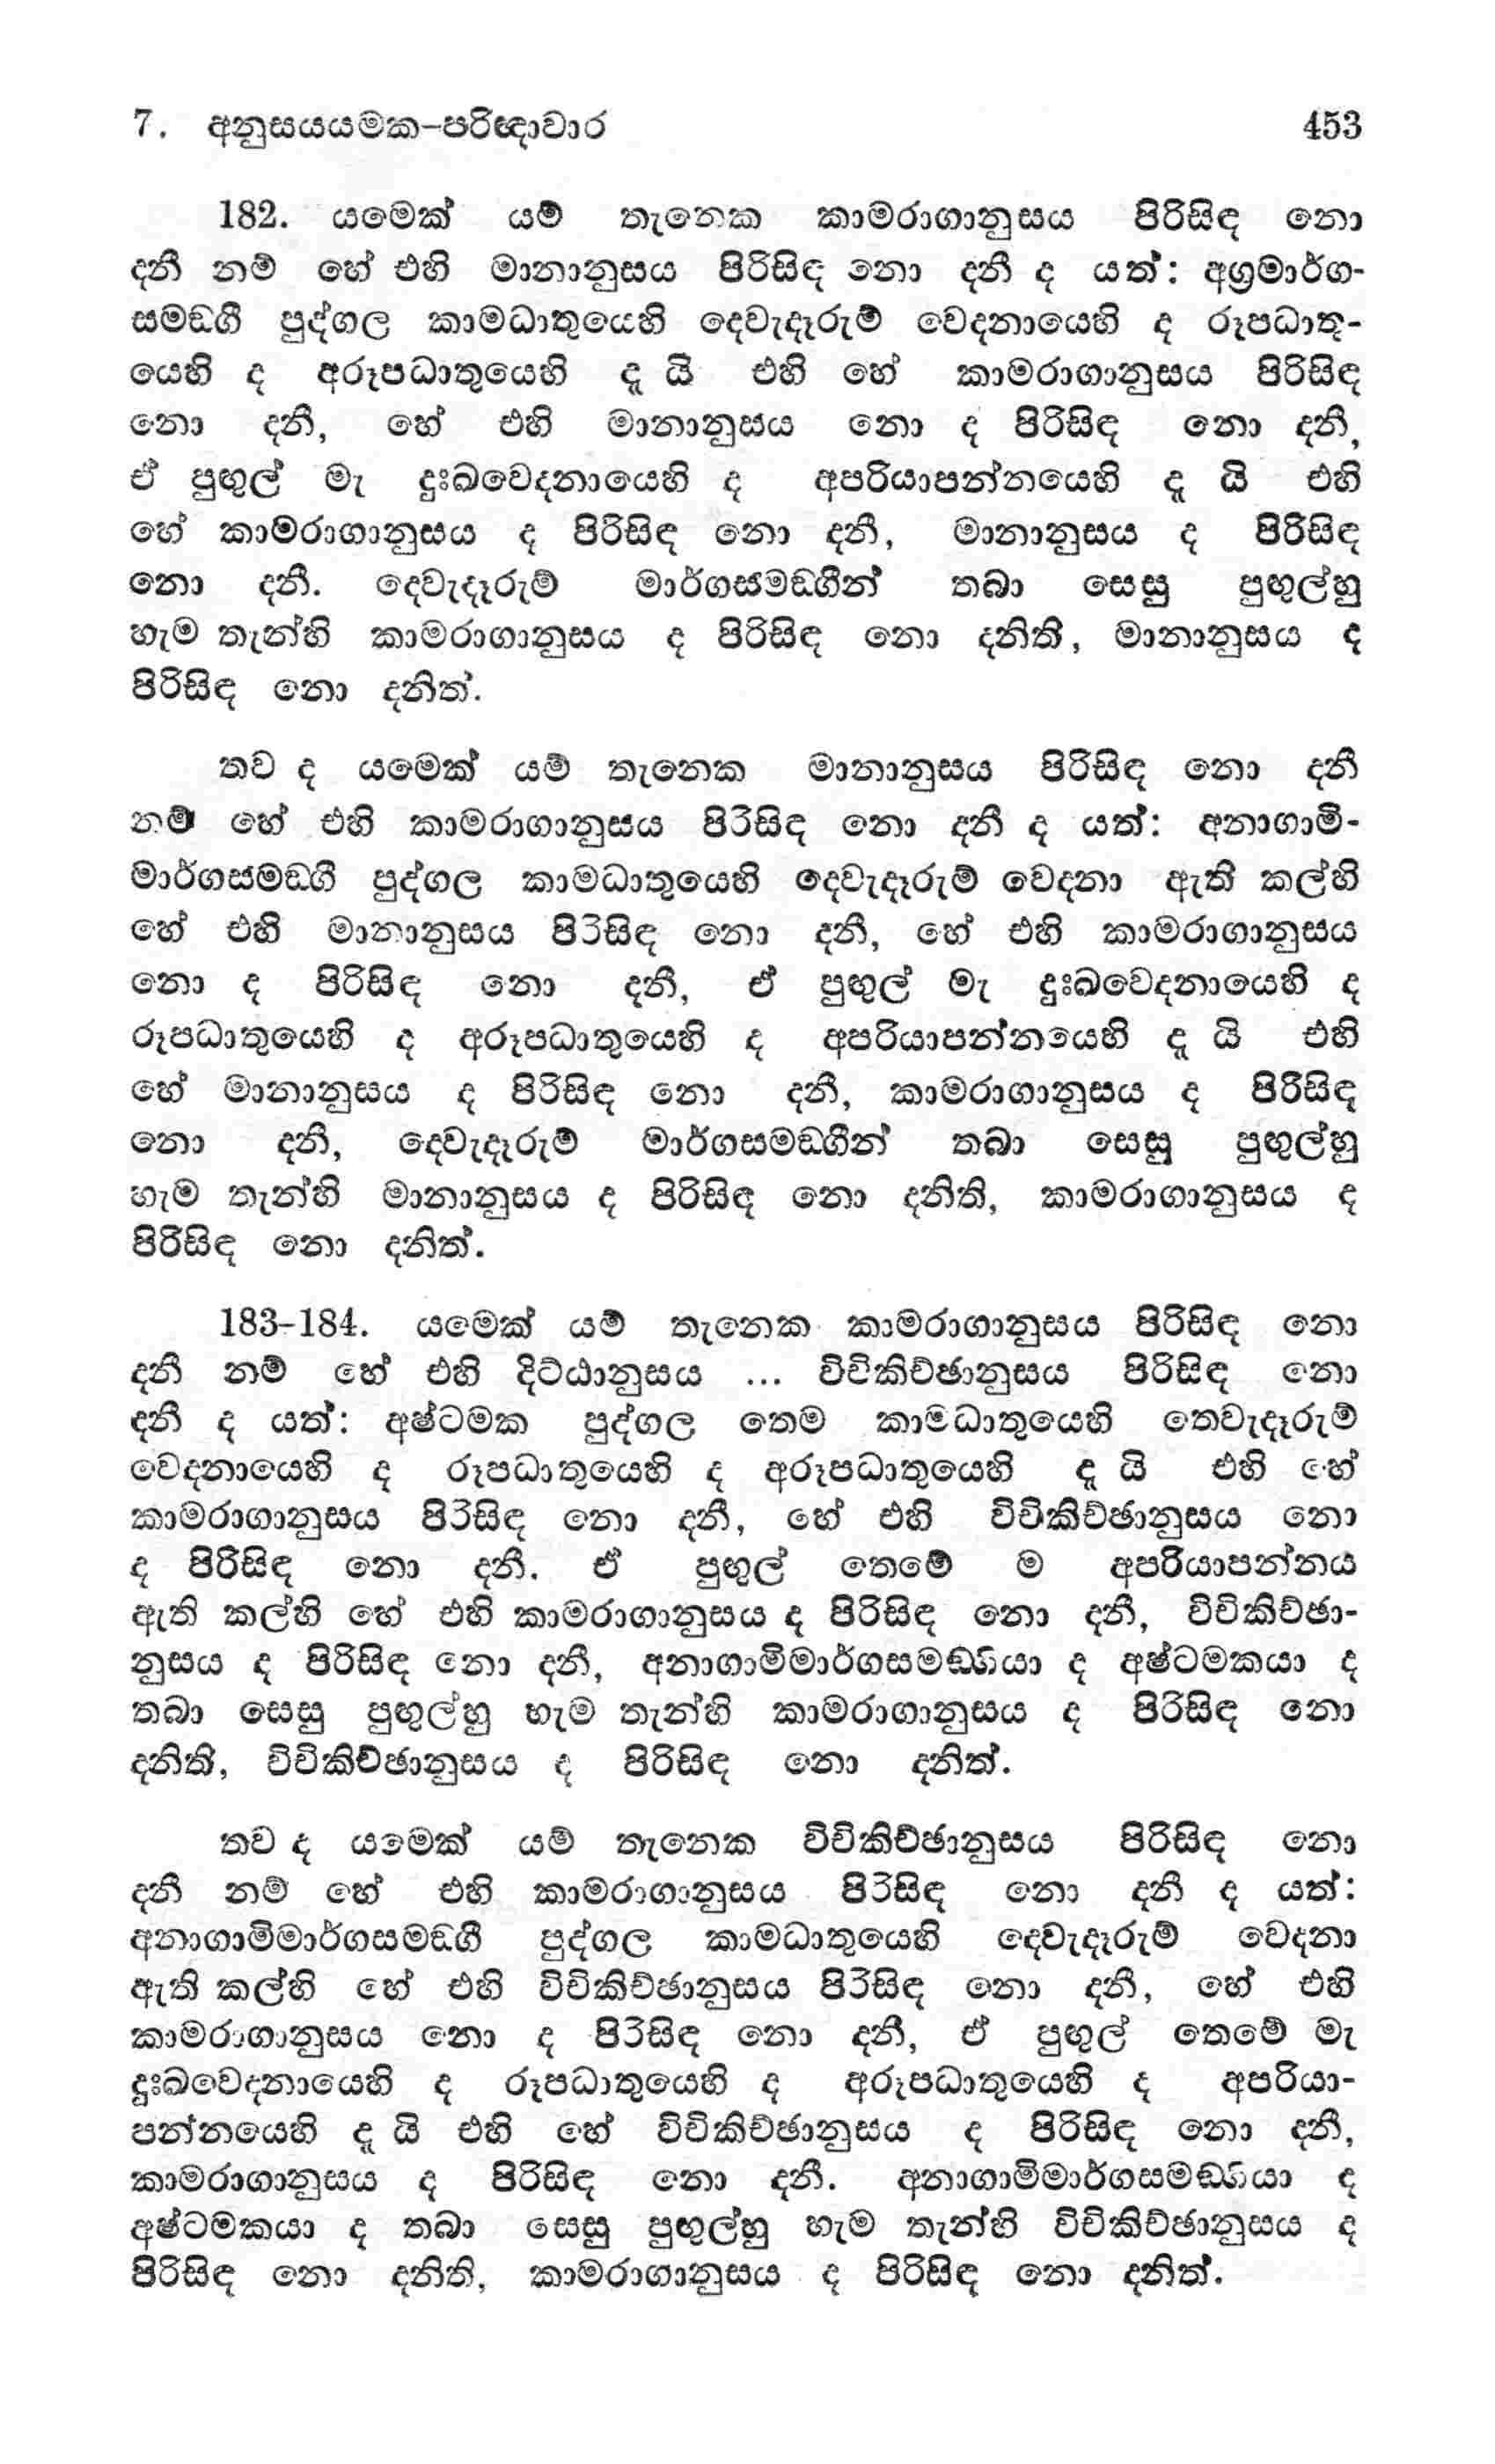 7. අනුසයයමක-පරිඥාවාර 453
182. යමෙක් යම් තැනෙක කාමරාගානුසය පිරිසිඳ නො
දනී නම් හේ එහි මානානුසය පිරිසිඳ නො දනී ද යත්: අග්‍රමාර්ග-
සමඞ්ගී පුද්ගල කාමධාතුයෙහි දෙවැදෑරුම් වෙදනායෙහි ද රූපධාතු-
යෙහි ද අරූපධාතුයෙහි දූ යි එහි හේ කාමරාගානුසය පිරිසිඳ
නො දනී, හේ එහි මානානුසය නො ද පිරිසිඳ නො දනී,
ඒ පුඟුල් මැ දුඃඛවෙදනායෙහි ද අපරියාපන්නයෙහි දූ යි එහි
හේ කාමරාගානුසය ද පිරිසිඳ නො දනී, මානානුසය ද පිරිසිඳ
නො දනී. දෙවැදෑරුම් මාර්ගසමඞ්ගීන් තබා සෙසු පුඟුල්හු
හැම තැන්හි කාමරාගානුසය ද පිරිසිඳ නො දනිති, මානානුසය ද
පිරිසිඳ නො දනිත්.
තව ද යමෙක් යම් තැනෙක මානානුසය පිරිසිඳ නො දනී
නම් හේ එහි කාමරාගානුසය පිරිසිඳ නො දනී ද යත්: අනාගාමි-
මාර්ගසමඞ්ගී පුද්ගල කාමධාතුයෙහි දෙවැදෑරුම් වෙදනා ඇති කල්හි
හේ එහි මානානුසය පිරිසිඳ නො දනී, හේ එහි කාමරාගානුසය
නො ද පිරිසිඳ නො දනී, ඒ පුඟුල් මැ දුඃඛවෙදනායෙහි ද
රූපධාතුයෙහි ද අරූපධාතුයෙහි ද අපරියාපන්නයෙහි දූ යි එහි
හේ මානානුසය ද පිරිසිඳ නො දනී, කාමරාගානුසය ද පිරිසිඳ
නො දනී, දෙවැදෑරුම් මාර්ගසමඞ්ගීන් තබා සෙසු පුඟුල්හු
හැම තැන්හි මානානුසය ද පිරිසිඳ නො දනිති, කාමරාගානුසය ද
පිරිසිඳ නො දනිත්.
183-184. යමෙක් යම් තැනෙක කාමරාගානුසය පිරිසිඳ නො
දනී නම් හේ එහි දිට්ඨානුසය ... විචිකිච්ඡානුසය පිරිසිඳ නො
දනී ද යත්: අෂ්ටමක පුද්ගල තෙම කාමධාතුයෙහි තෙවැදෑරුම්
වෙදනායෙහි ද රූපධාතුයෙහි ද අරූපධාතුයෙහි දූ යි එහි හේ
කාමරාගානුසය පිරිසිඳ නො දනී, හේ එහි විචිකිච්ඡානුසය නො
ද පිරිසිඳ නො දනී. ඒ පුඟුල් තෙමේ ම අපරියාපන්නය
ඇති කල්හි හේ එහි කාමරාගානුසය ද පිරිසිඳ නො දනී, විචිකිච්ඡා-
නුසය ද පිරිසිඳ නො දනී, අනාගාමිමාර්ගසමඞ්ගියා ද අෂ්ටමකයා ද
තබා සෙසු පුඟුල්හු හැම තැන්හි කාමරාගානුසය ද පිරිසිඳ නො
දනිති, විචිකිච්ඡානුසය ද පිරිසිඳ නො දනිත්.
තව ද යමෙක් යම් තැනෙක විචිකිච්ඡානුසය පිරිසිඳ නො
දනී නම් හේ එහි කාමරාගානුසය පිරිසිඳ නො දනී ද යත්:
අනාගාමිමාර්ගසමඞ්ගී පුද්ගල කාමධාතුයෙහි දෙවැදෑරුම් වෙදනා
ඇති කල්හි හේ එහි විචිකිච්ඡානුසය පිරිසිඳ නො දනී, හේ එහි
කාමරාගානුසය නො ද පිරිසිඳ නො දනී, ඒ පුඟුල් තෙමේ මැ
දුඃඛවෙදනායෙහි ද රූපධාතුයෙහි ද අරූපධාතුයෙහි ද අපරියා-
පන්නයෙහි දූ යි එහි හේ විචිකිච්ඡානුසය ද පිරිසිඳ නො දනී,
කාමරාගානුසය ද පිරිසිඳ නො දනී. අනාගාමිමාර්ගසමඞ්ගියා ද
අෂ්ටමකයා ද තබා සෙසු පුඟුල්හු හැම තැන්හි විචිකිච්ඡානුසය ද
පිරිසිඳ නො දනිති, කාමරාගානුසය ද පිරිසිඳ නො දනිත්.